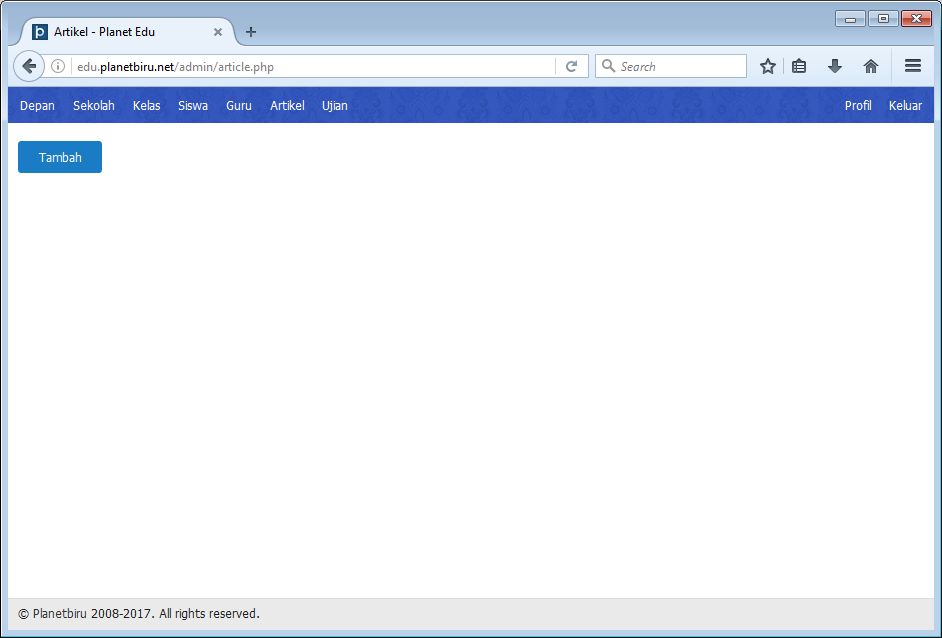 Artikel - Planet Edu
edu.planetbiru.net/admin/article.php
Search
Depan Sekolah Kelas Siswa Guru Artikel Ujian Profil Keluar
Tambah
© Planetbiru 2008-2017. All rights reserved.